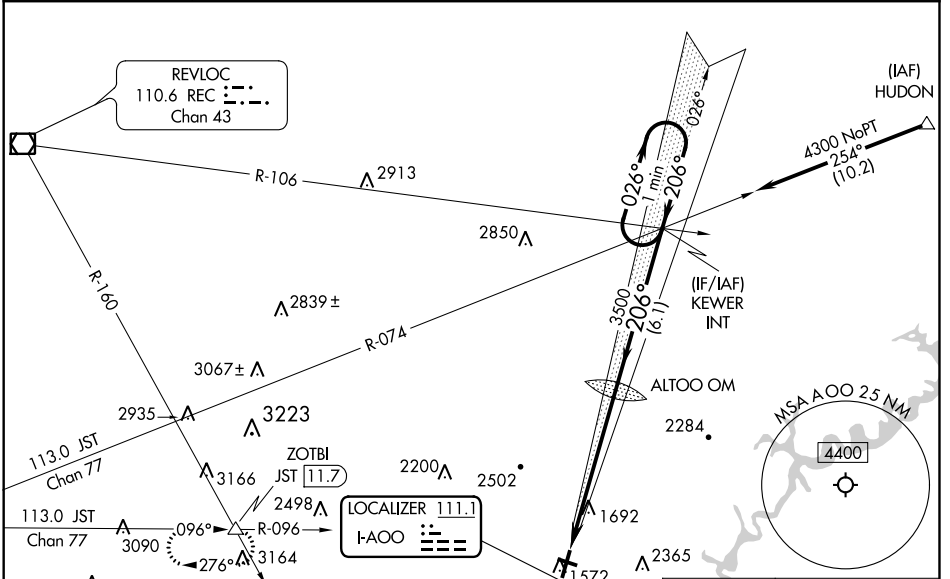 REVLOC
110.6 REC
Chan 43
(IAF)
HUDON
4300 NoPT
254°
(10.2)
026°
026°
1 min
206°
R-106
2913
2850
(IF/IAF)
KEWER
INT
R-160
2839 ±
3500
206°
(6.1)
R-074
3067 ±
ALTOO OM
2935
3223
2284
MSA AOO 25 NM
4400
113.0 JST
Chan 77
3166
ZOTBI
JST 11.7
2200
2502
2498
LOCALIZER 111.1
I-AOO
1692
113.0 JST
Chan 77
096°
R-096
3090
276°
3164
2365
1572